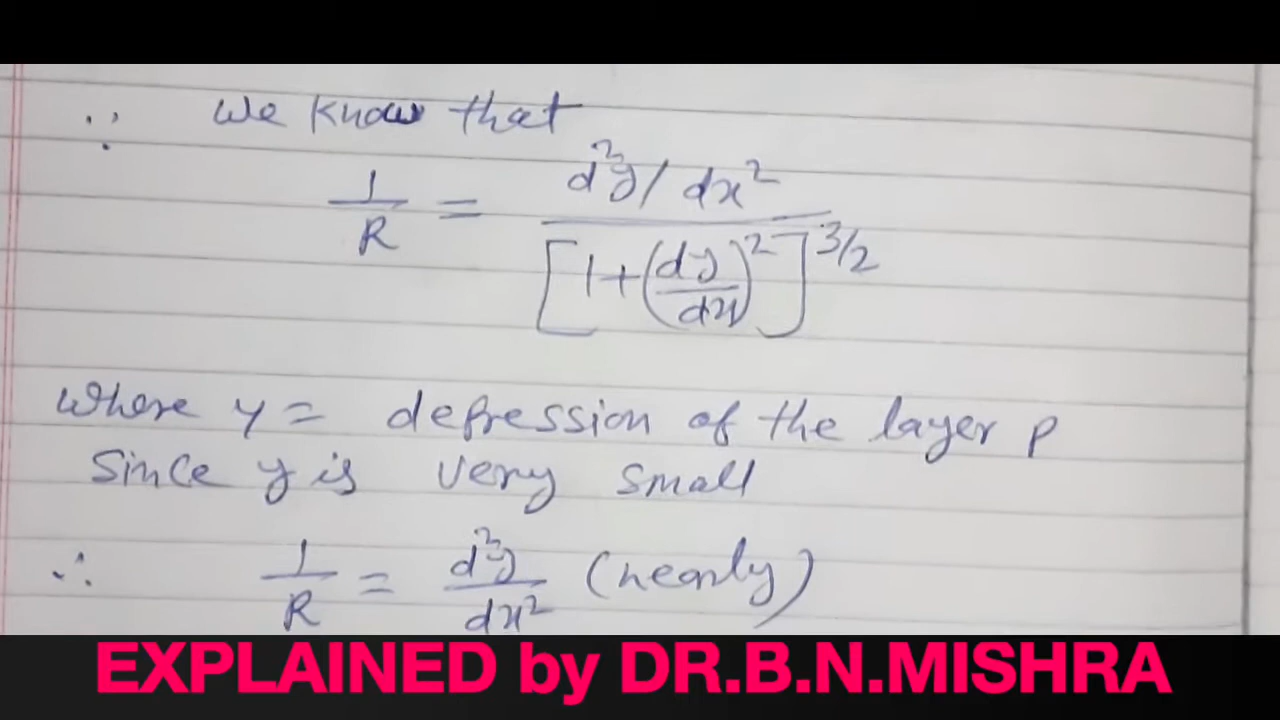 ∵ We know that
1/R = d²y/dx² / [1+(dy/dx)²]^3/2
where y = depression of the layer P
Since y is very small
∴ 1/R = d²y/dx² (nearly)
EXPLAINED by DR.B.N.MISHRA